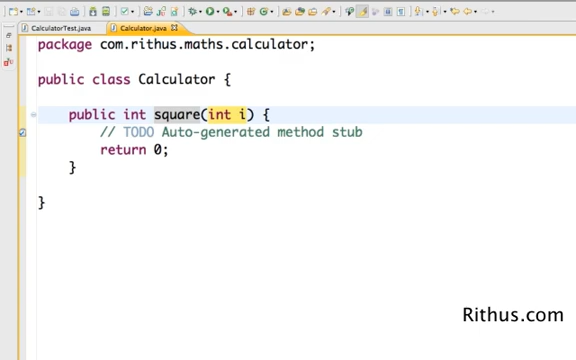 CalculatorTest.java
Calculator.java
package com.rithus.maths.calculator;
public class Calculator {
public int square(int i) {
// TODO Auto-generated method stub
return 0;
}
}
Rithus.com